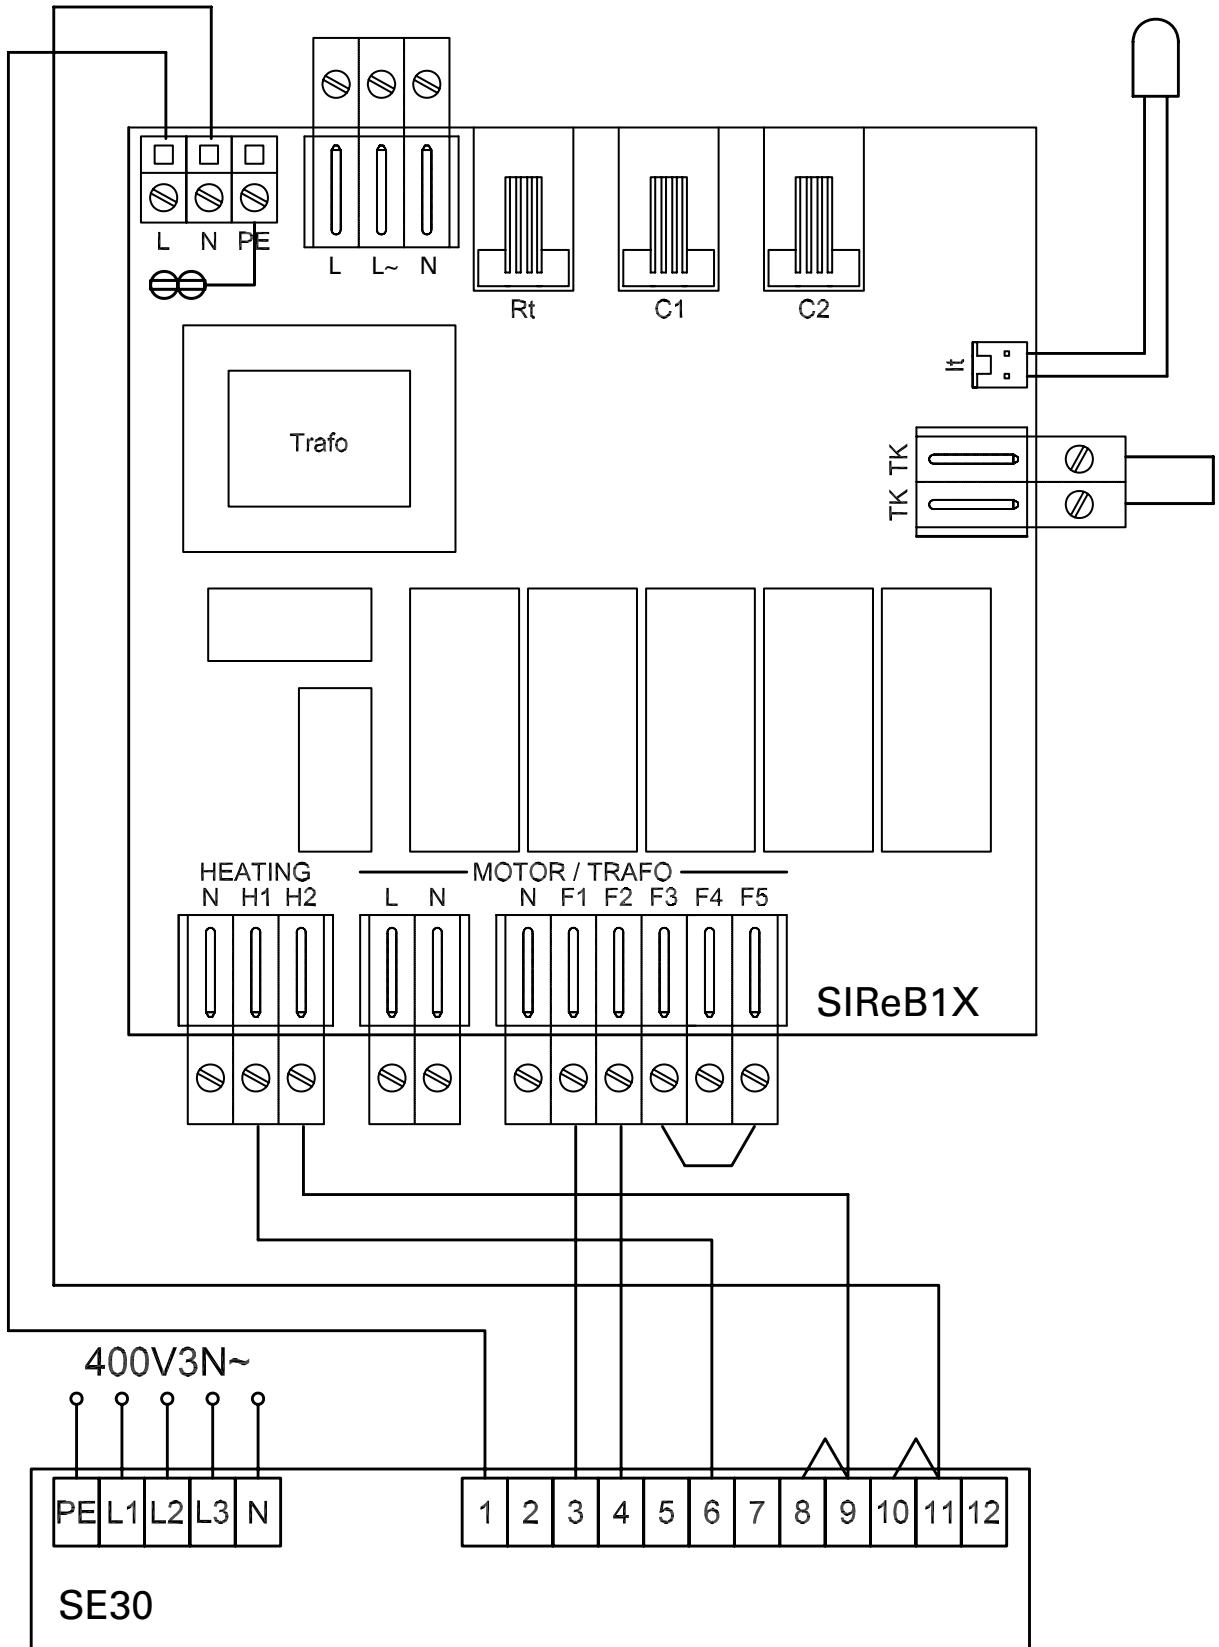 L N PE
L L~ N
Rt
C1
C2
It
Trafo
TK
TK
HEATING
N H1 H2
MOTOR / TRAFO
L N
N F1 F2 F3 F4 F5
SIReB1X
400V3N~
PE L1 L2 L3 N
1 2 3 4 5 6 7 8 9 10 11 12
SE30